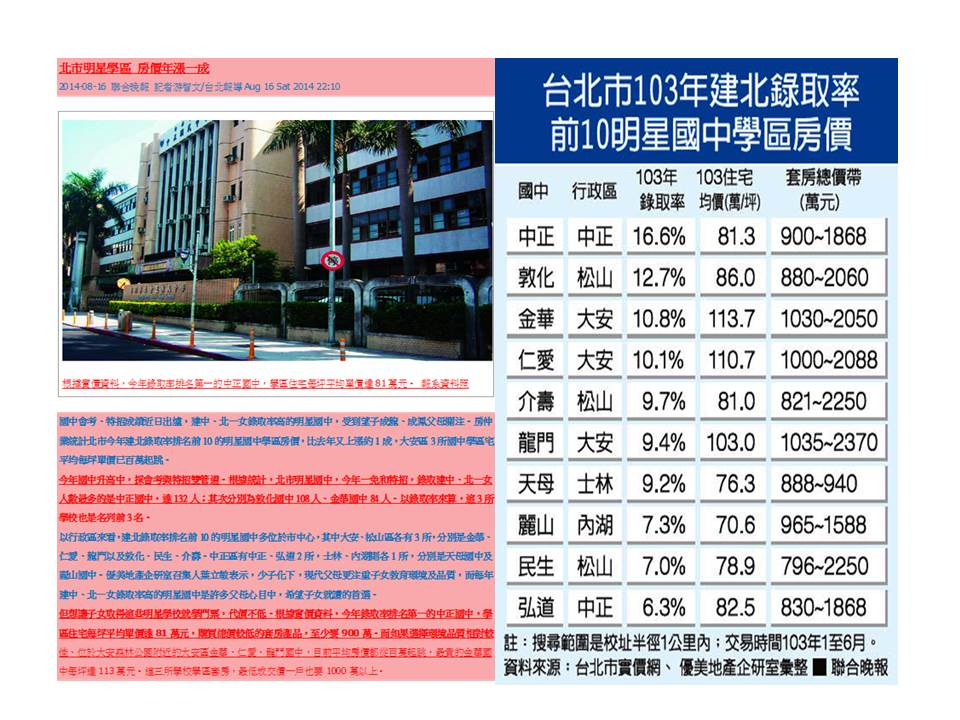 北市明星學區 房價年漲一成
2014-08-16 聯合晚報 記者游智文/台北報導 Aug 16 Sat 2014 22:10
根據實價資料，今年錄取率排名第一的中正國中，學區住宅每坪平均單價達 81 萬元。 報系資料照
國中會考、特招成績近日出爐，建中、北一女錄取率高的明星國中，受到望子成龍、成鳳父母關注。房仲
業統計北市今年建北錄取率排名前 10 的明星國中學區房價，比去年又上漲約 1 成，大安區 3 所國中學區宅
平均每坪單價已百萬起跳。
今年國中升高中，採會考與特招雙管道。根據統計，北市明星國中，今年一免和特招，錄取建中、北一女
人數最多的是中正國中，達 132 人；其次分別為敦化國中 108 人、金華國中 84 人。以錄取率來算，這 3 所
學校也是名列前 3 名。
以行政區來看，建北錄取率排名前 10 的明星國中多位於市中心，其中大安、松山區各有 3 所，分別是金華、
仁愛、龍門以及敦化、民生、介壽。中正區有中正、弘道 2 所，士林、內湖則各 1 所，分別是天母國中及
麗山國中。優美地產企研室召集人葉立敏表示，少子化下，現代父母更注重子女教育環境及品質，而每年
建中、北一女錄取率高的明星國中是許多父母心目中，希望子女就讀的首選。
但想讓子女取得這些明星學校就學門票，代價不低。根據實價資料，今年錄取率排名第一的中正國中，學
區住宅每坪平均單價達 81 萬元，購買總價較低的套房產品，至少要 900 萬。而如果選擇環境品質相對較
佳、位於大安森林公園附近的大安區金華、仁愛、龍門國中，目前平均房價都從百萬起跳，最貴的金華國
中每坪達 113 萬元。這三所學校學區套房，最低成交價一戶也要 1000 萬以上。
台北市103年建北錄取率
前10明星國中學區房價
國中 行政區 103年錄取率 103住宅均價(萬/坪) 套房總價帶(萬元)
中正 中正 16.6% 81.3 900~1868
敦化 松山 12.7% 86.0 880~2060
金華 大安 10.8% 113.7 1030~2050
仁愛 大安 10.1% 110.7 1000~2088
介壽 松山 9.7% 81.0 821~2250
龍門 大安 9.4% 103.0 1035~2370
天母 士林 9.2% 76.3 888~940
麗山 內湖 7.3% 70.6 965~1588
民生 松山 7.0% 78.9 796~2250
弘道 中正 6.3% 82.5 830~1868
註：搜尋範圍是校址半徑1公里內；交易時間103年1至6月。
資料來源：台北市實價網、優美地產企研室彙整 ■ 聯合晚報